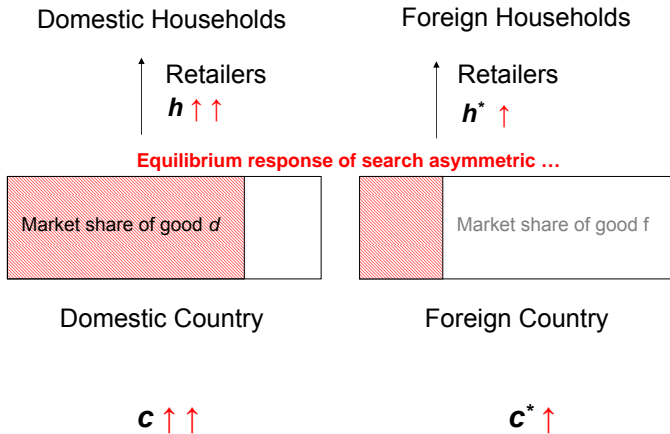 Domestic Households
Foreign Households
Retailers
h ↑ ↑
Retailers
h* ↑
Equilibrium response of search asymmetric …
Market share of good d
Market share of good f
Domestic Country
Foreign Country
c ↑ ↑
c* ↑